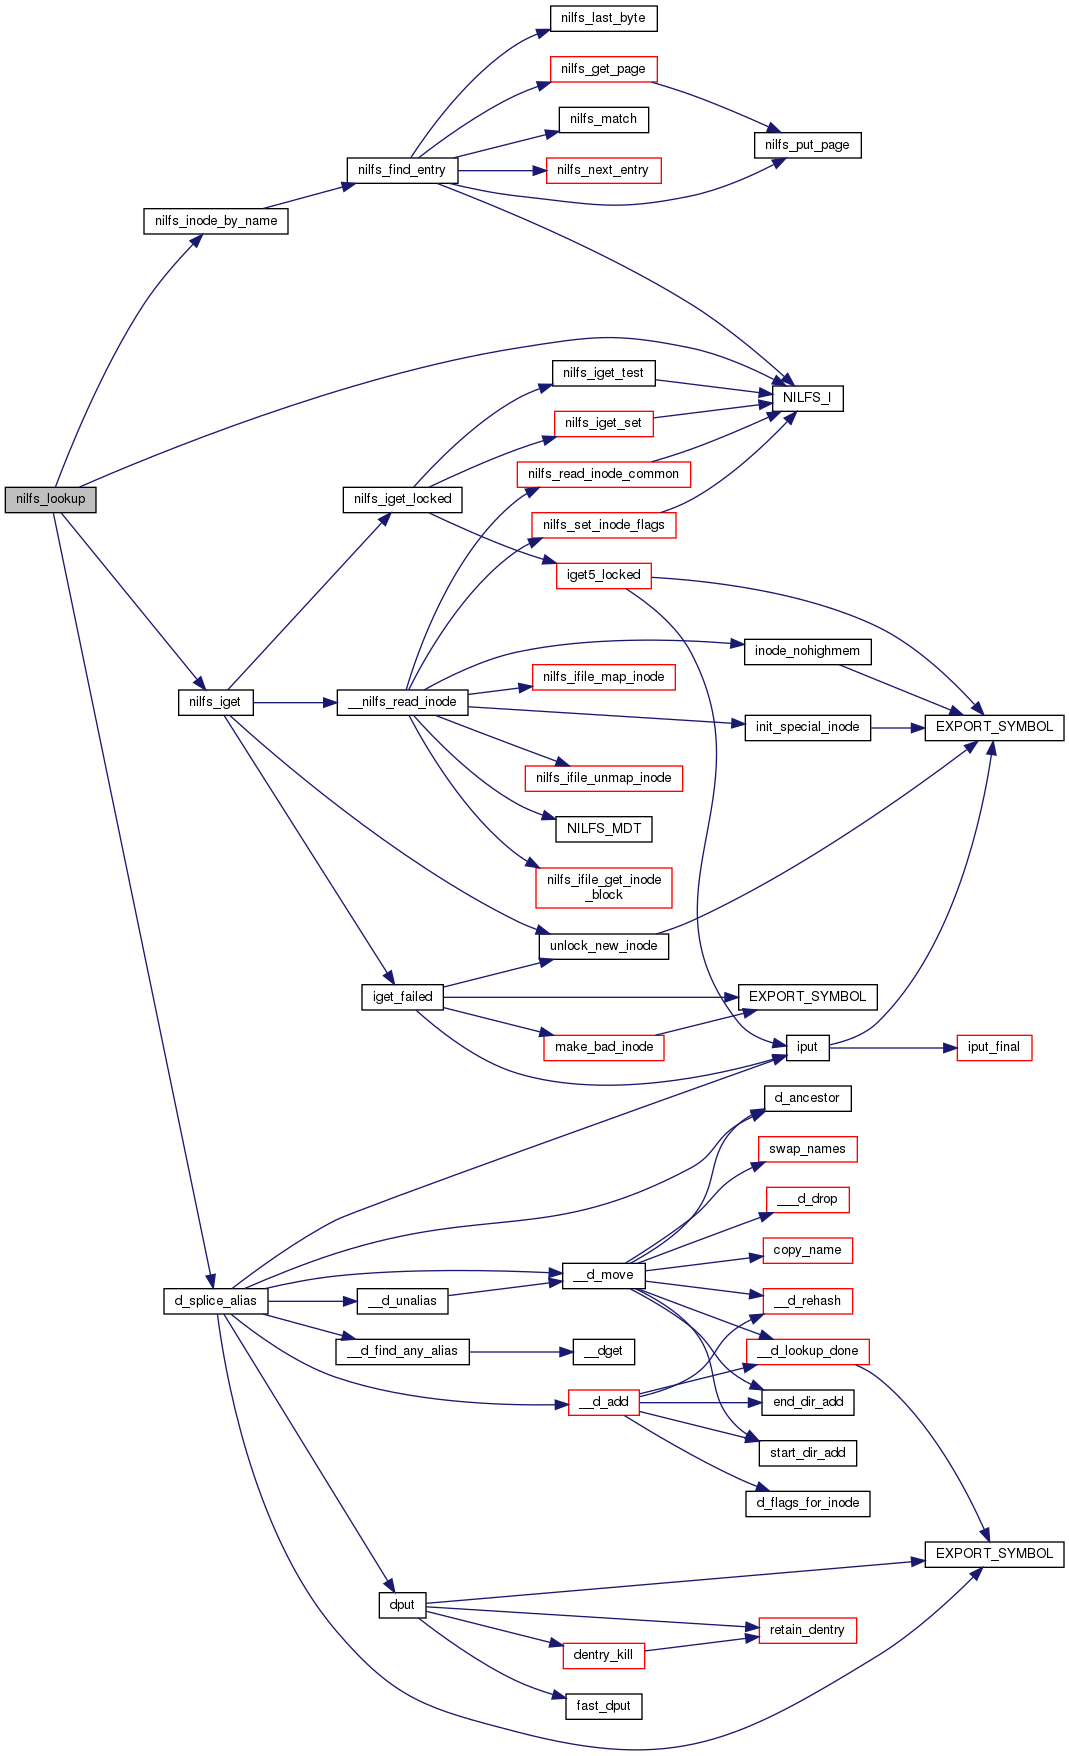 nilfs_last_byte
nilfs_get_page
nilfs_match
nilfs_put_page
nilfs_find_entry
nilfs_next_entry
nilfs_inode_by_name
nilfs_iget_test
NILFS_I
nilfs_iget_set
nilfs_read_inode_common
nilfs_lookup
nilfs_iget_locked
nilfs_set_inode_flags
iget5_locked
inode_nohighmem
nilfs_ifile_map_inode
nilfs_iget
__nilfs_read_inode
init_special_inode
EXPORT_SYMBOL
nilfs_ifile_unmap_inode
NILFS_MDT
nilfs_ifile_get_inode
_block
unlock_new_inode
iget_failed
EXPORT_SYMBOL
make_bad_inode
iput
iput_final
d_ancestor
swap_names
___d_drop
copy_name
__d_move
d_splice_alias
__d_unalias
__d_rehash
__d_find_any_alias
__dget
__d_lookup_done
__d_add
end_dir_add
start_dir_add
d_flags_for_inode
EXPORT_SYMBOL
dput
retain_dentry
dentry_kill
fast_dput